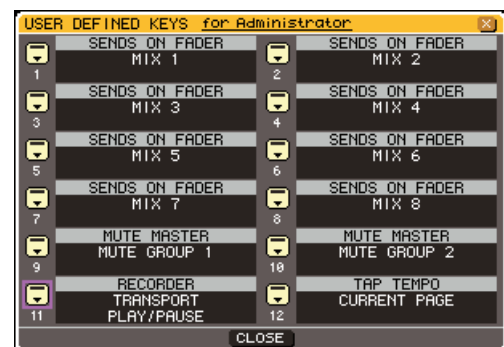 USER DEFINED KEYS for Administrator
SENDS ON FADER
MIX 1
1
SENDS ON FADER
MIX 2
2
SENDS ON FADER
MIX 3
3
SENDS ON FADER
MIX 4
4
SENDS ON FADER
MIX 5
5
SENDS ON FADER
MIX 6
6
SENDS ON FADER
MIX 7
7
SENDS ON FADER
MIX 8
8
MUTE MASTER
MUTE GROUP 1
9
MUTE MASTER
MUTE GROUP 2
10
RECORDER
TRANSPORT
PLAY/PAUSE
11
TAP TEMPO
CURRENT PAGE
12
CLOSE